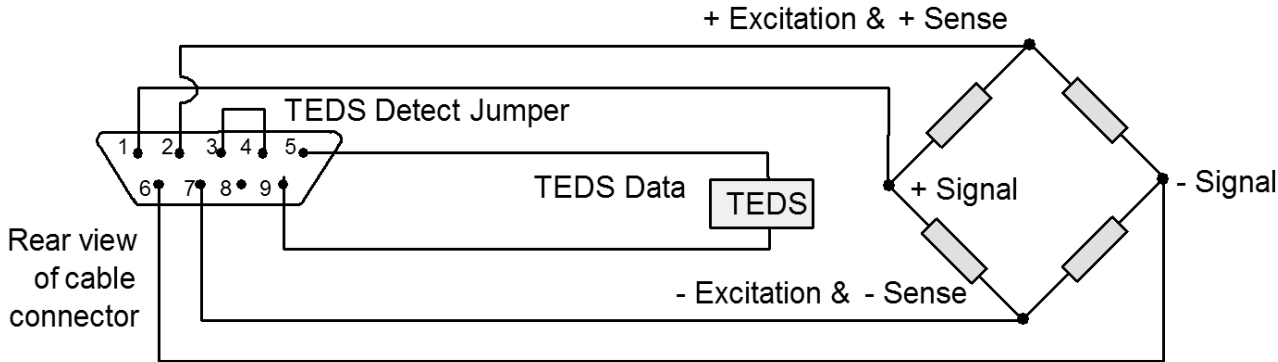 + Excitation & + Sense
TEDS Detect Jumper
1 2 3 4 5
6 7 8 9
TEDS Data
TEDS
+ Signal
- Signal
Rear view
of cable
connector
- Excitation & - Sense